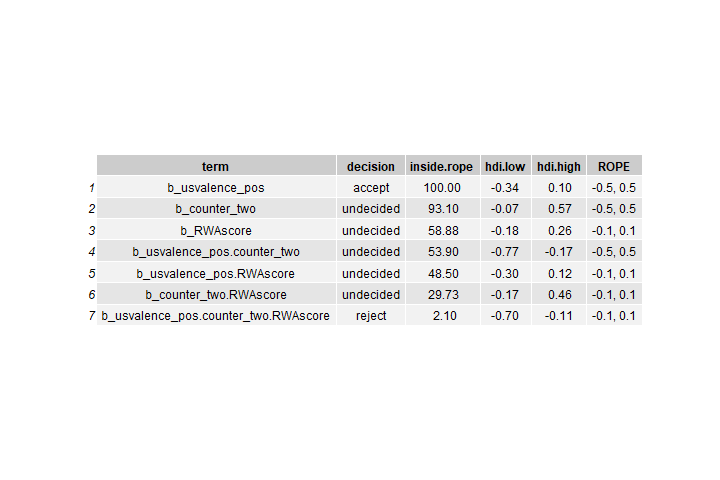 term decision inside.rope hdi.low hdi.high ROPE
1 b_usvalence_pos accept 100.00 -0.34 0.10 -0.5, 0.5
2 b_counter_two undecided 93.10 -0.07 0.57 -0.5, 0.5
3 b_RWAscore undecided 58.88 -0.18 0.26 -0.1, 0.1
4 b_usvalence_pos.counter_two undecided 53.90 -0.77 -0.17 -0.5, 0.5
5 b_usvalence_pos.RWAscore undecided 48.50 -0.30 0.12 -0.1, 0.1
6 b_counter_two.RWAscore undecided 29.73 -0.17 0.46 -0.1, 0.1
7 b_usvalence_pos.counter_two.RWAscore reject 2.10 -0.70 -0.11 -0.1, 0.1